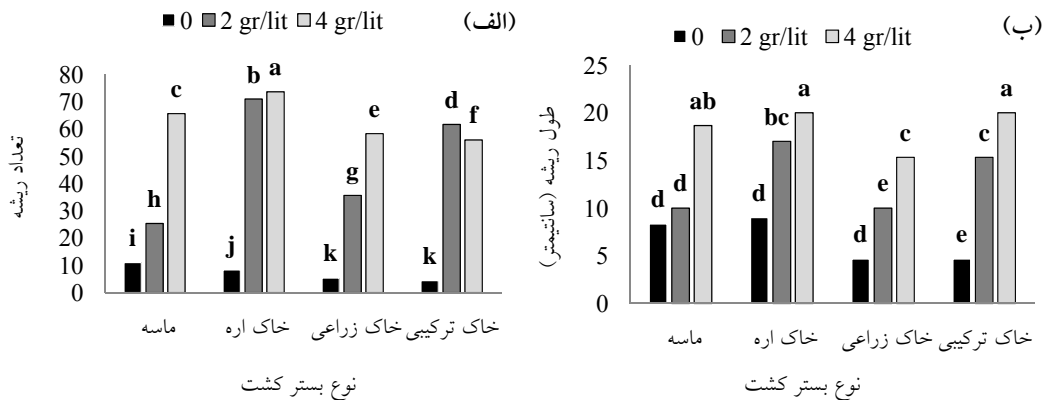 (الف)
0 2 gr/lit 4 gr/lit
تعداد ریشه
80
70
60
50
40
30
20
10
0
i h c
j b a
k g e
k d f
ماسه خاک اره خاک زراعی خاک ترکیبی
نوع بستر کشت
(ب)
0 2 gr/lit 4 gr/lit
طول ریشه (سانتیمتر)
25
20
15
10
5
0
d d ab
d bc a
d e c
e c a
ماسه خاک اره خاک زراعی خاک ترکیبی
نوع بستر کشت